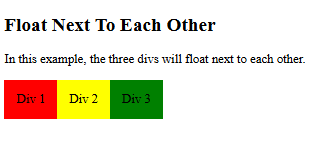 Float Next To Each Other
In this example, the three divs will float next to each other.
Div 1 Div 2 Div 3